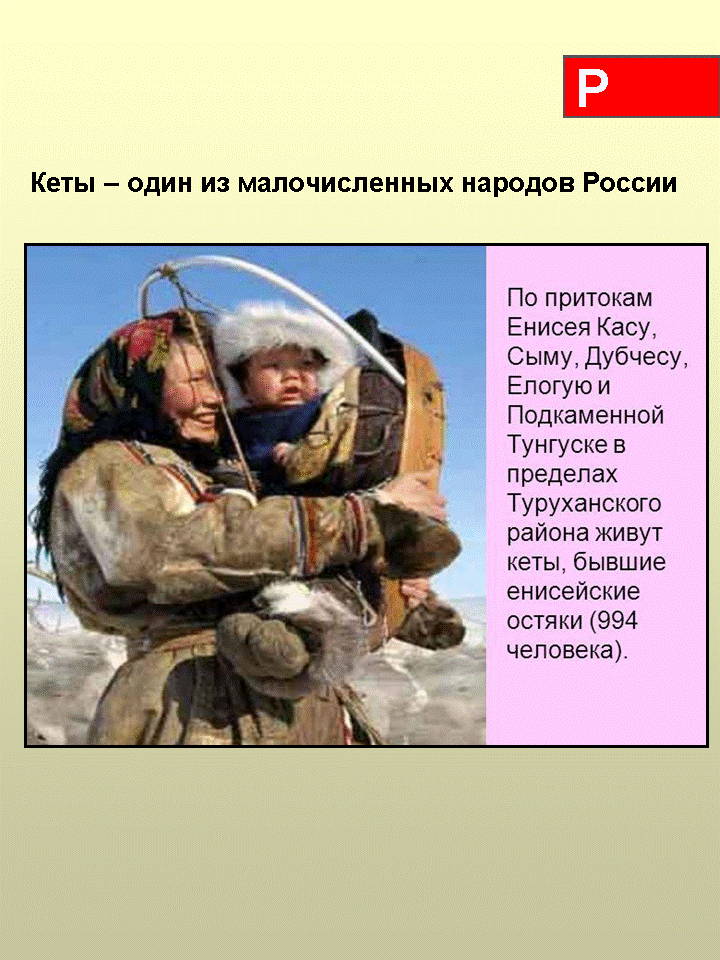 Р
Кеты – один из малочисленных народов России
По притокам
Енисея Касу,
Сыму, Дубчесу,
Елогую и
Подкаменной
Тунгуске в
пределах
Туруханского
района живут
кеты, бывшие
енисейские
остяки (994
человека).